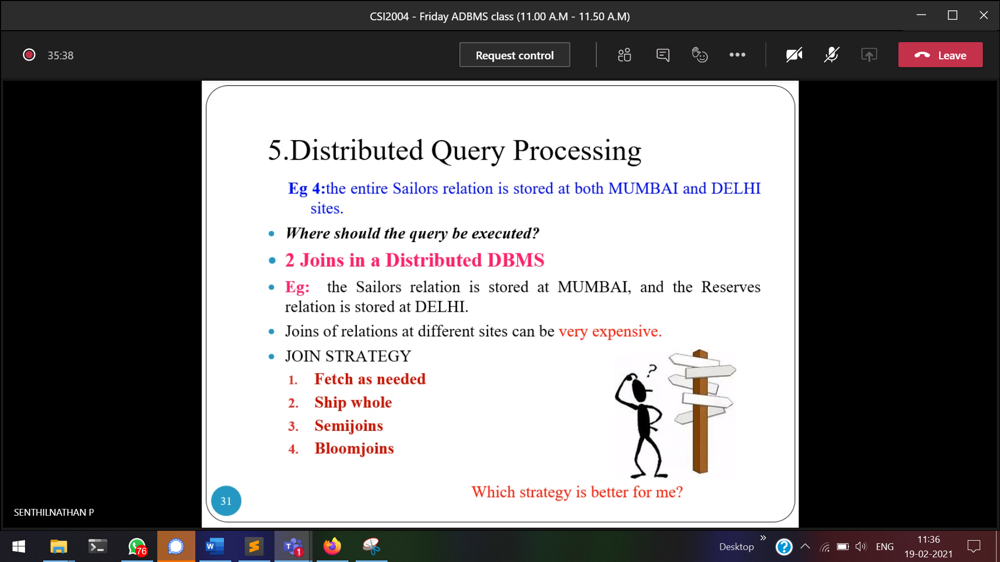 CSI2004 - Friday ADBMS class (11.00 A.M - 11.50 A.M)
35:38
Request control
Leave
5.Distributed Query Processing
Eg 4:the entire Sailors relation is stored at both MUMBAI and DELHI
sites.
• Where should the query be executed?
• 2 Joins in a Distributed DBMS
• Eg: the Sailors relation is stored at MUMBAI, and the Reserves
relation is stored at DELHI.
• Joins of relations at different sites can be very expensive.
• JOIN STRATEGY
1. Fetch as needed
2. Ship whole
3. Semijoins
4. Bloomjoins
?
Which strategy is better for me?
31
SENTHILNATHAN P
76
W
S
T
1
Desktop
»
?
ENG
11:36
19-02-2021